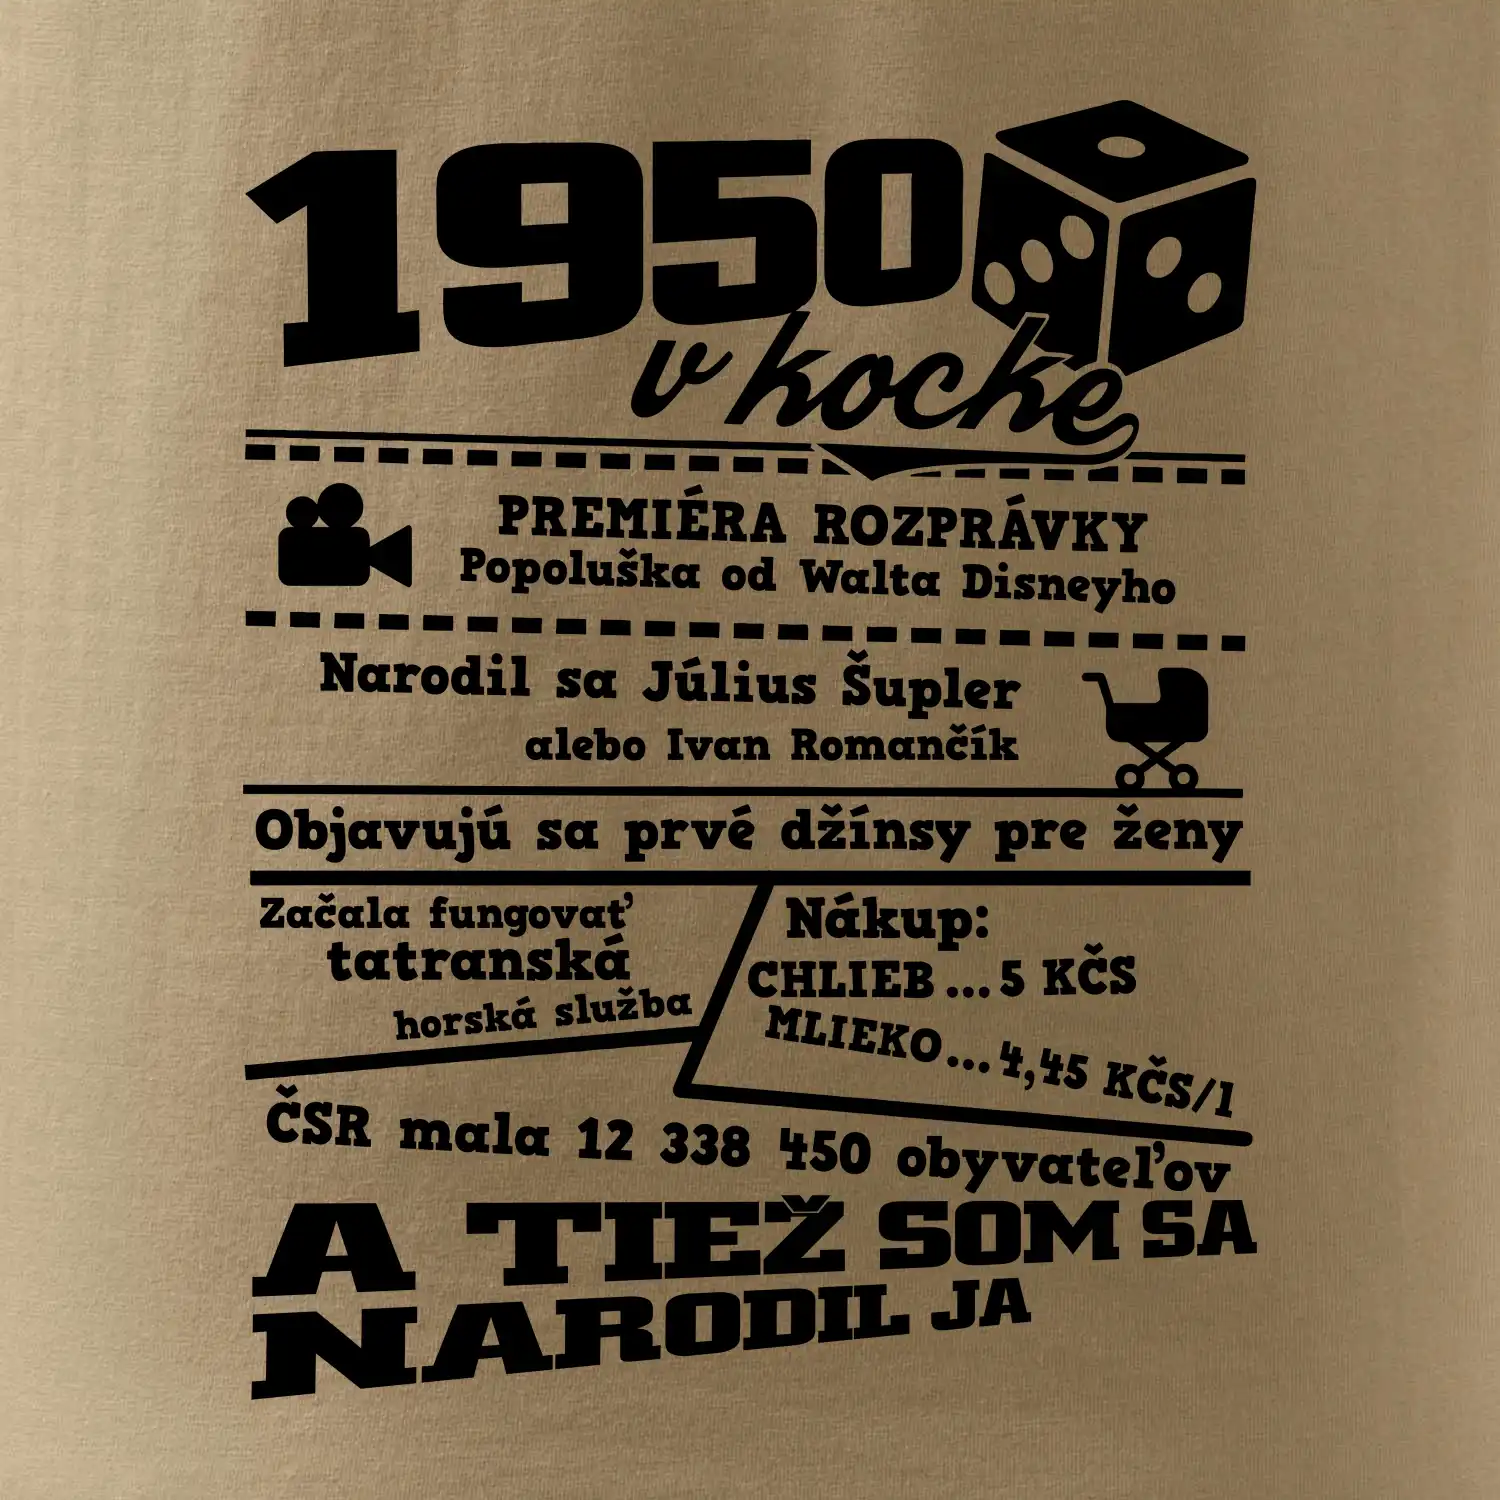 1950
v kocke
PREMIÉRA ROZPRÁVKY
Popoluška od Walta Disneyho
Narodil sa Július Šupler
alebo Ivan Romančík
Objavujú sa prvé džínsy pre ženy
Začala fungovať
tatranská
horská služba
Nákup:
CHLIEB...5 KČS
MLIEKO...4,45 KČS/l
ČSR mala 12 338 450 obyvateľov
A TIEŽ SOM SA
NARODIL JA